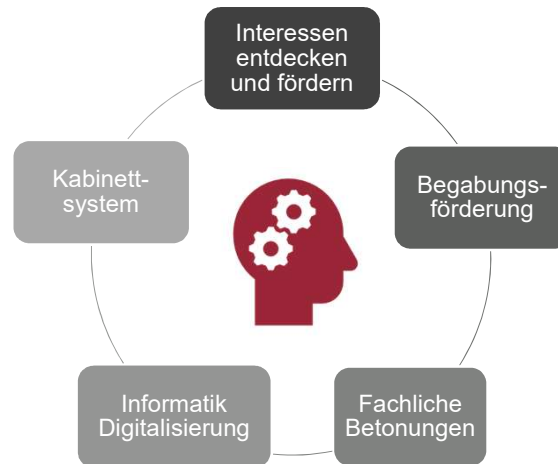 Interessen
entdecken
und fördern
Begabungs-
förderung
Fachliche
Betonungen
Informatik
Digitalisierung
Kabinett-
system